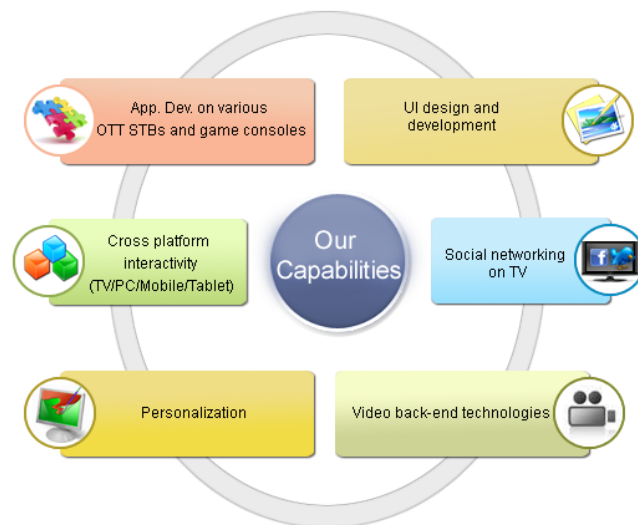 App. Dev. on various
OTT STBs and game consoles
UI design and
development
Cross platform
interactivity
(TV/PC/Mobile/Tablet)
Our
Capabilities
Social networking
on TV
Personalization
Video back-end technologies